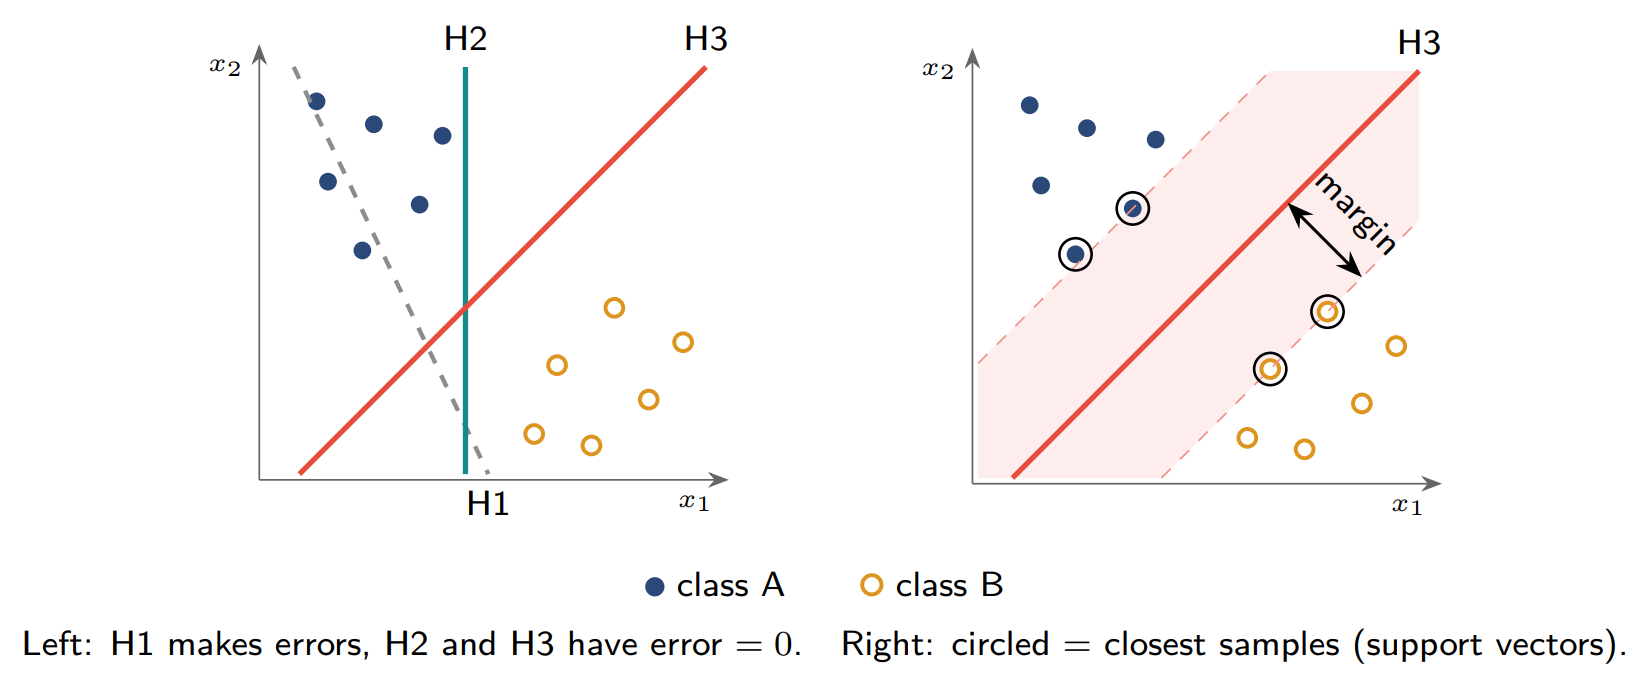 H2
H3
x₂
H1
x₁
H3
x₂
margin
x₁
class A
class B
Left: H1 makes errors, H2 and H3 have error = 0. Right: circled = closest samples (support vectors).